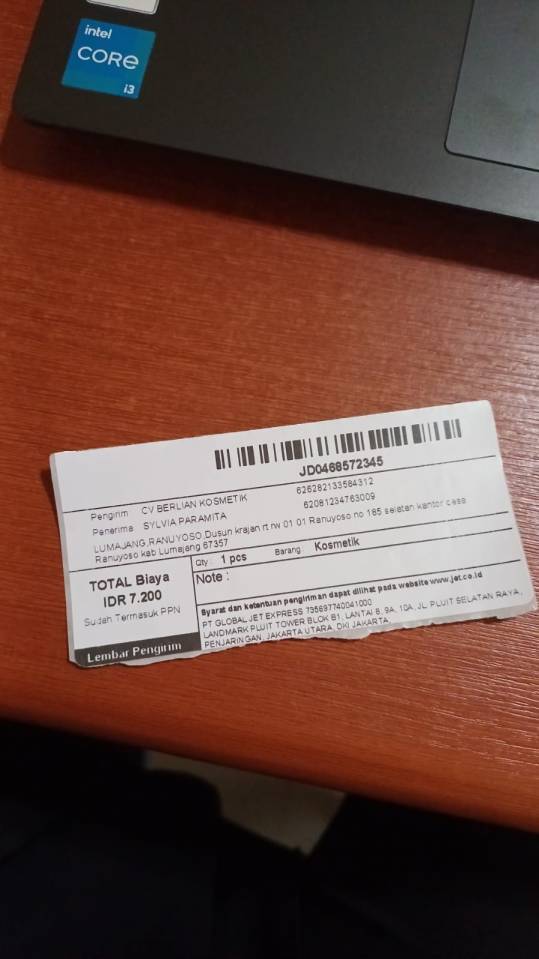 intel
CORE
i3
JD0468572345
Pengirim CV BERLIAN KOSMETIK 626282133584312
Penerima SYLVIA PARAMITA 62081234763009
LUMAJANG,RANUYOSO,Dusun krajan rt rw 01 01 Ranuyoso no 185 selatan kantor desa
Ranuyoso kab Lumajang 67357
Qty : 1 pcs Barang : Kosmetik
TOTAL Biaya
IDR 7.200
Sudah Termasuk PPN
Lembar Pengirim
Note :
Syarat dan ketentuan pengiriman dapat dilihat pada website www.jet.co.id
PT GLOBAL JET EXPRESS 735697740041000
LANDMARK PLUIT TOWER BLOK B1, LANTAI 8, 9A, 10A, JL. PLUIT SELATAN RAYA,
PENJARINGAN, JAKARTA UTARA, DKI JAKARTA,